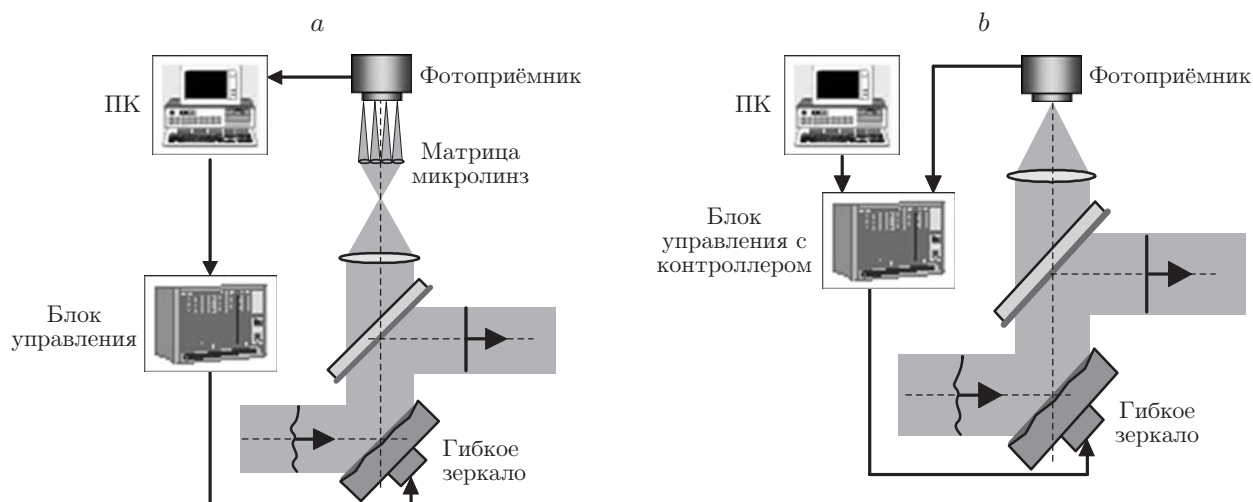 a
ПК
Фотоприёмник
Матрица
микролинз
Блок
управления
Гибкое
зеркало
b
ПК
Фотоприёмник
Блок
управления с
контроллером
Гибкое
зеркало